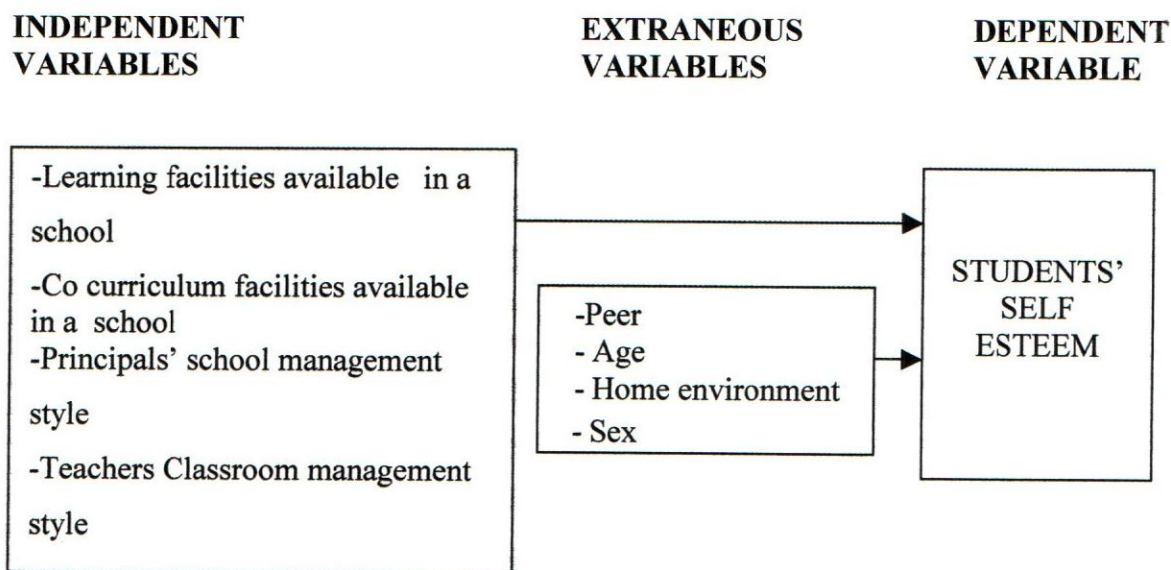 INDEPENDENT
VARIABLES
EXTRANEOUS
VARIABLES
DEPENDENT
VARIABLE
-Learning facilities available in a
school
-Co curriculum facilities available
in a school
-Principals’ school management
style
-Teachers Classroom management
style
-Peer
- Age
- Home environment
- Sex
STUDENTS’
SELF
ESTEEM